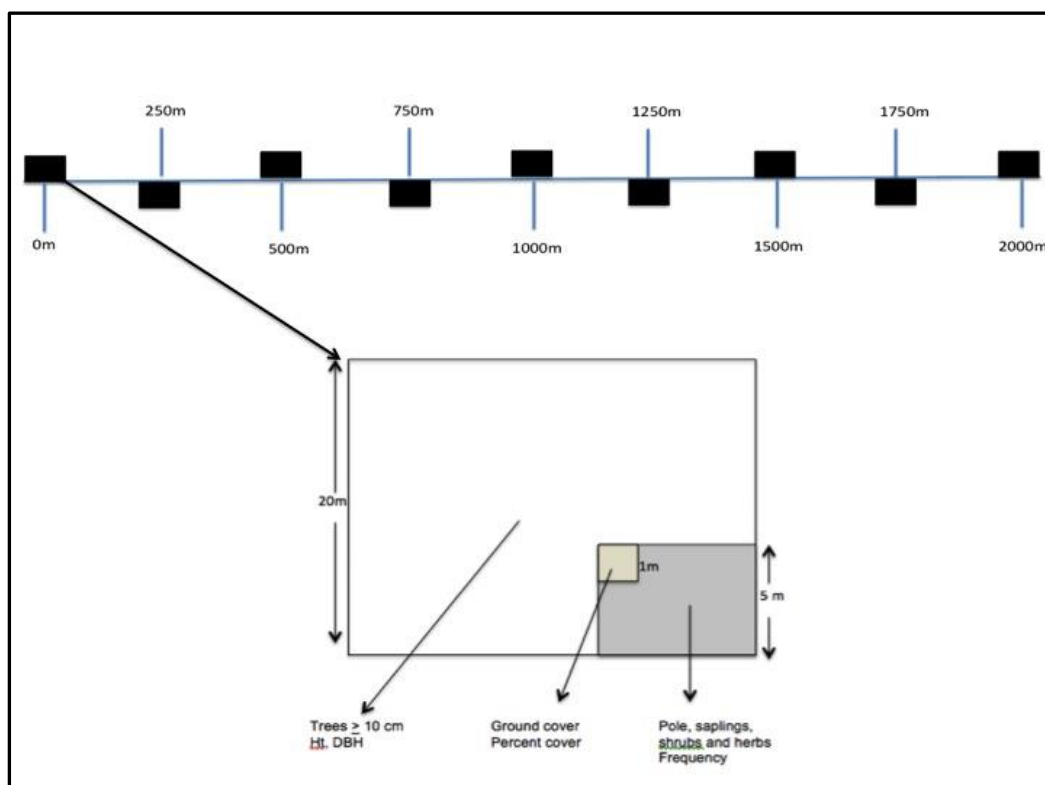 250m
750m
1250m
1750m
0m
500m
1000m
1500m
2000m
20m
1m
5 m
Trees ≥ 10 cm
Ht. DBH
Ground cover
Percent cover
Pole, saplings,
shrubs and herbs
Frequency